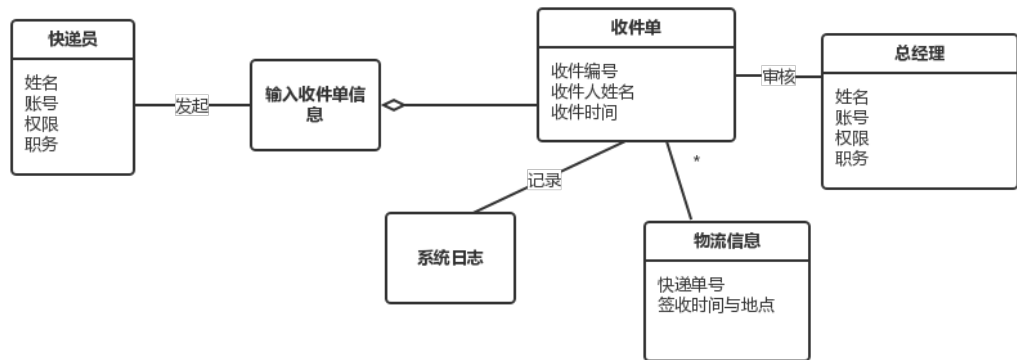 快递员
姓名
账号
权限
职务
发起
输入收件单信
息
收件单
收件编号
收件人姓名
收件时间
审核
总经理
姓名
账号
权限
职务
记录
*
系统日志
物流信息
快递单号
签收时间与地点